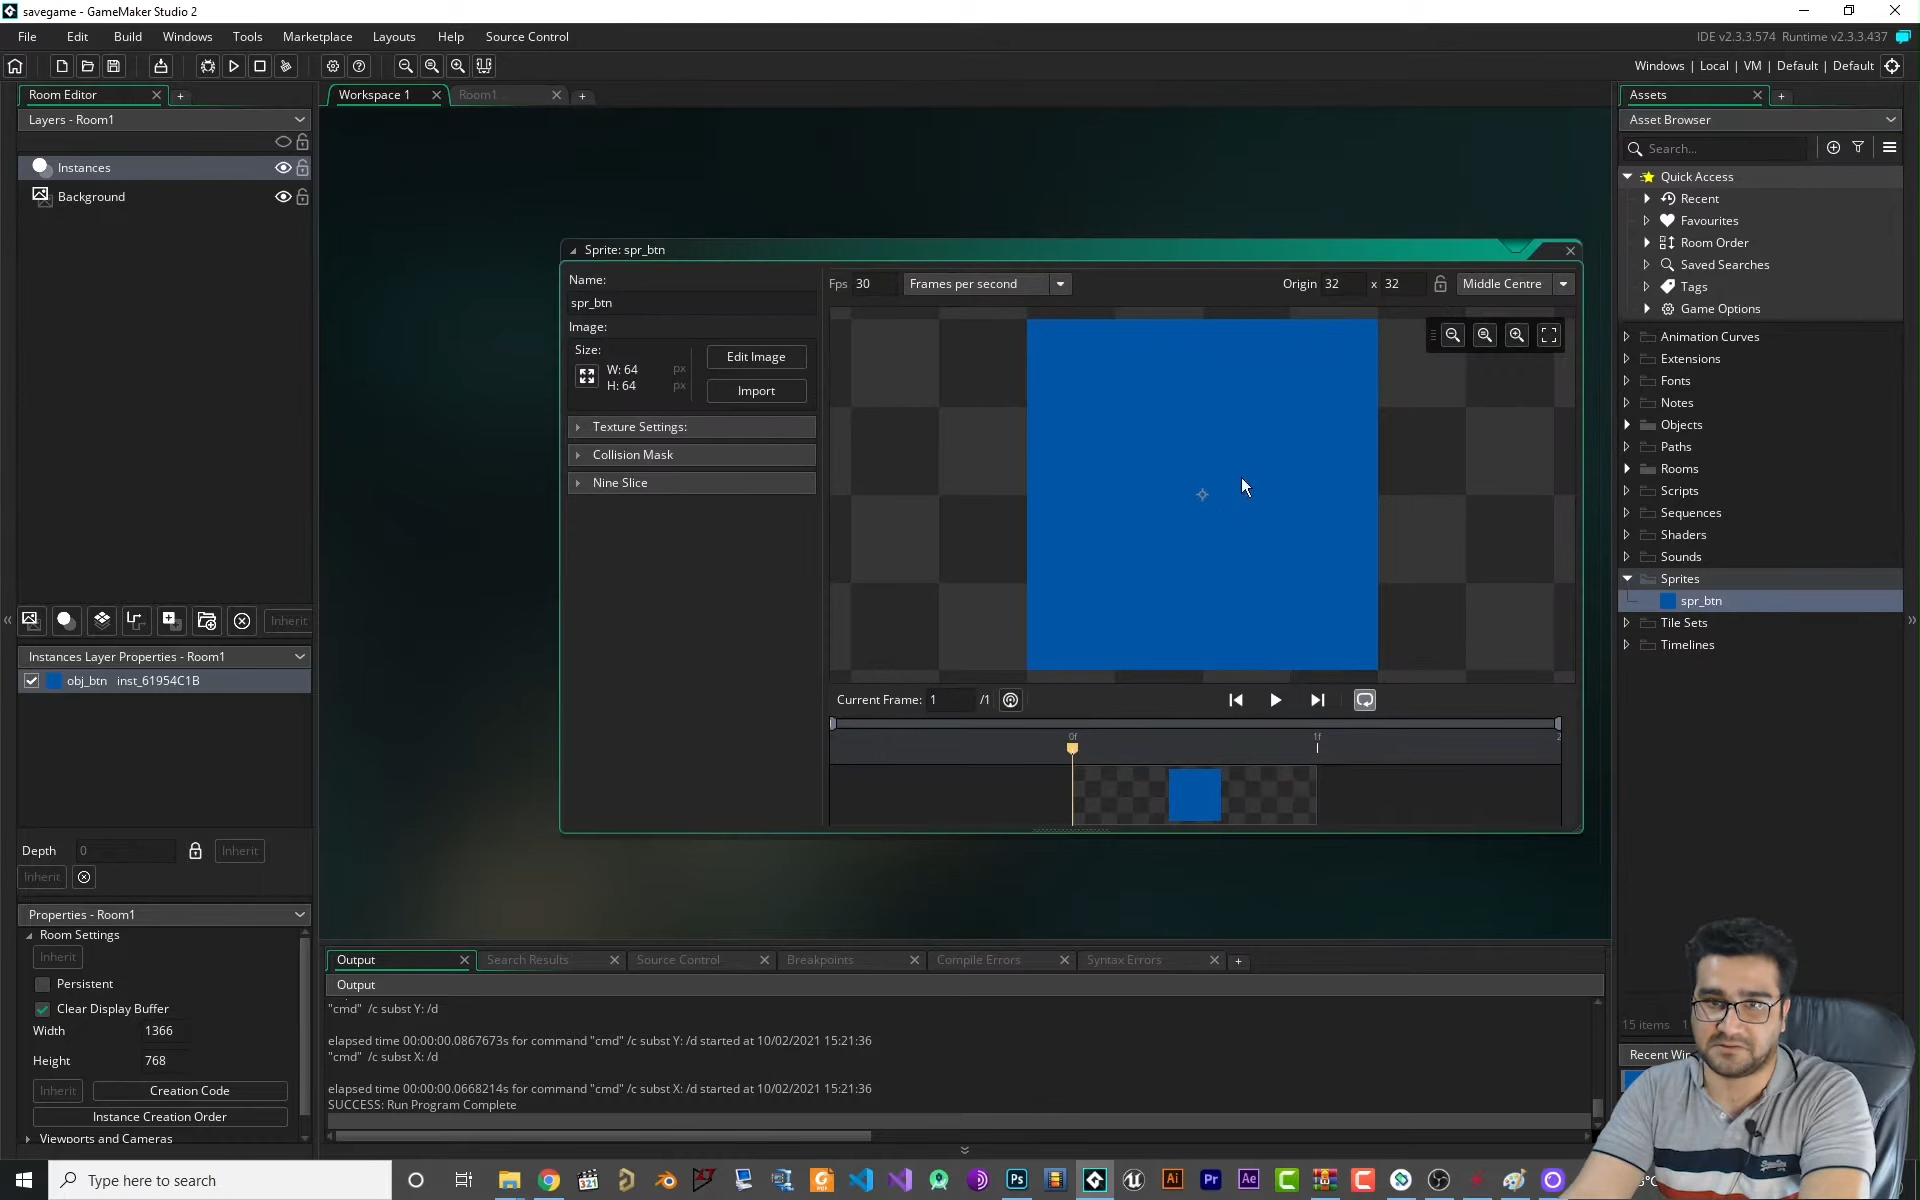 savegame - GameMaker Studio 2
File Edit Build Windows Tools Marketplace Layouts Help Source Control
IDE v2.3.3.574 Runtime v2.3.3.437
Windows | Local | VM | Default | Default
Room Editor
Workspace 1
Room1
Assets
Layers - Room1
Asset Browser
Search...
Instances
Background
Quick Access
Recent
Favourites
Room Order
Saved Searches
Tags
Game Options
Animation Curves
Extensions
Fonts
Notes
Objects
Paths
Rooms
Scripts
Sequences
Shaders
Sounds
Sprites
spr_btn
Tile Sets
Timelines
Sprite: spr_btn
Name:
spr_btn
Image:
Size:
W: 64 px
H: 64 px
Edit Image
Import
Texture Settings:
Collision Mask
Nine Slice
Fps 30 Frames per second
Origin 32 x 32 Middle Centre
Current Frame: 1 /1
0f 1f 2
Inherit
Instances Layer Properties - Room1
obj_btn inst_61954C1B
Depth 0 Inherit
Inherit
Properties - Room1
Room Settings
Inherit
Persistent
Clear Display Buffer
Width 1366
Height 768
Inherit Creation Code
Instance Creation Order
Viewports and Cameras
Output Search Results Source Control Breakpoints Compile Errors Syntax Errors
Output
"cmd" /c subst Y: /d
elapsed time 00:00:00.0867673s for command "cmd" /c subst Y: /d started at 10/02/2021 15:21:36
"cmd" /c subst X: /d
elapsed time 00:00:00.0668214s for command "cmd" /c subst X: /d started at 10/02/2021 15:21:36
SUCCESS: Run Program Complete
15 items
Recent Win
Type here to search
321
Ps
Ai
Pr
Ae